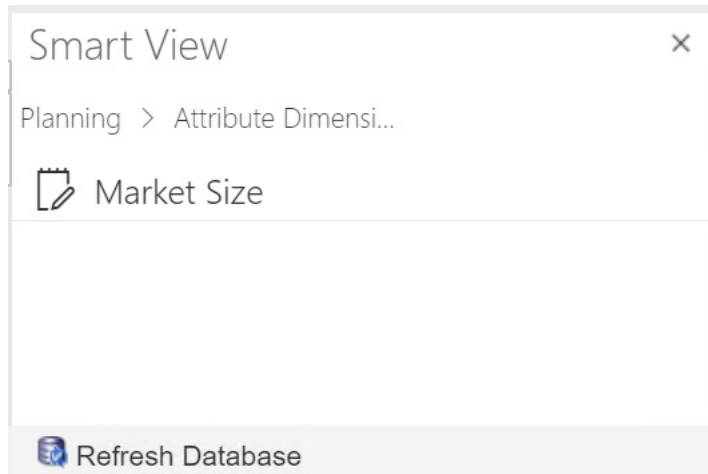 Smart View
Planning > Attribute Dimensi...
Market Size
Refresh Database